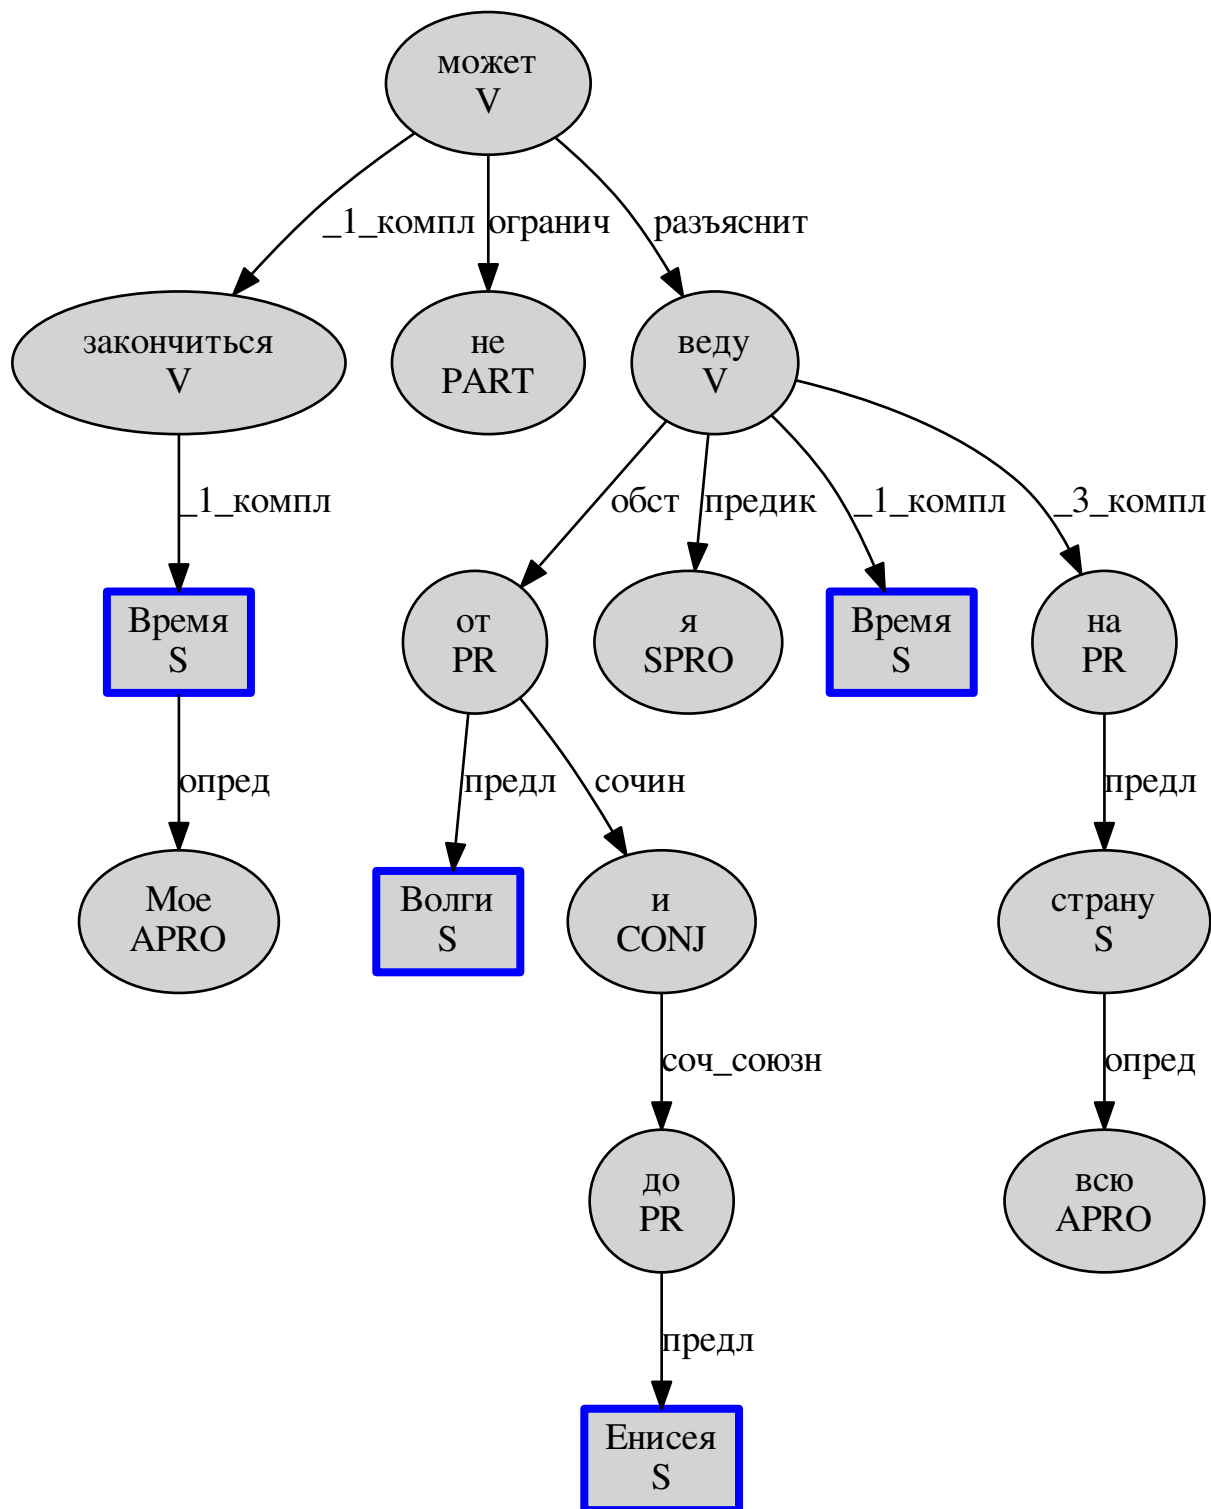 может
V
_1_компл
огранич
разъяснит
закончиться
V
не
PART
веду
V
_1_компл
обст
предик
_1_компл
_3_компл
Время
S
от
PR
я
SPRO
Время
S
на
PR
опред
предл
сочин
предл
Мое
APRO
Волги
S
и
CONJ
страну
S
соч_союзн
опред
до
PR
всю
APRO
предл
Енисея
S